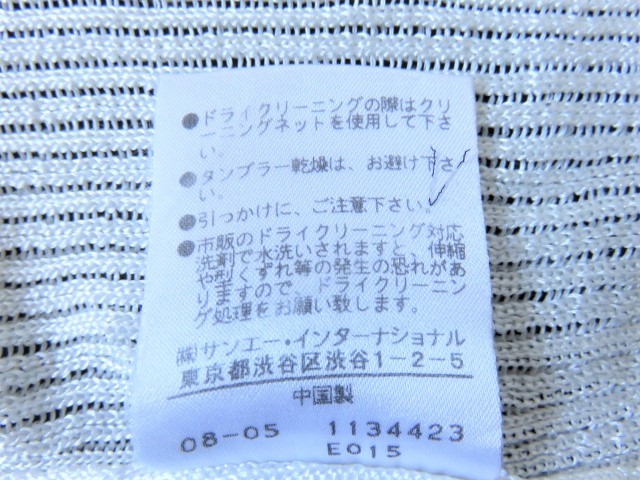 ●ドライクリーニングの際はクリ
ーニングネットを使用して下さ
い。
●タンブラー乾燥は、お避け下さ
い。
●引っかけに、ご注意下さい。
●市販のドライクリーニング対応
洗剤で水洗いされますと、伸縮
や型くずれ等の発生の恐れがあ
りますので、ドライクリーニン
グ処理をお願い致します。
㈱サンエー・インターナショナル
東京都渋谷区渋谷1-2-5
中国製
08-05 1134423
E015